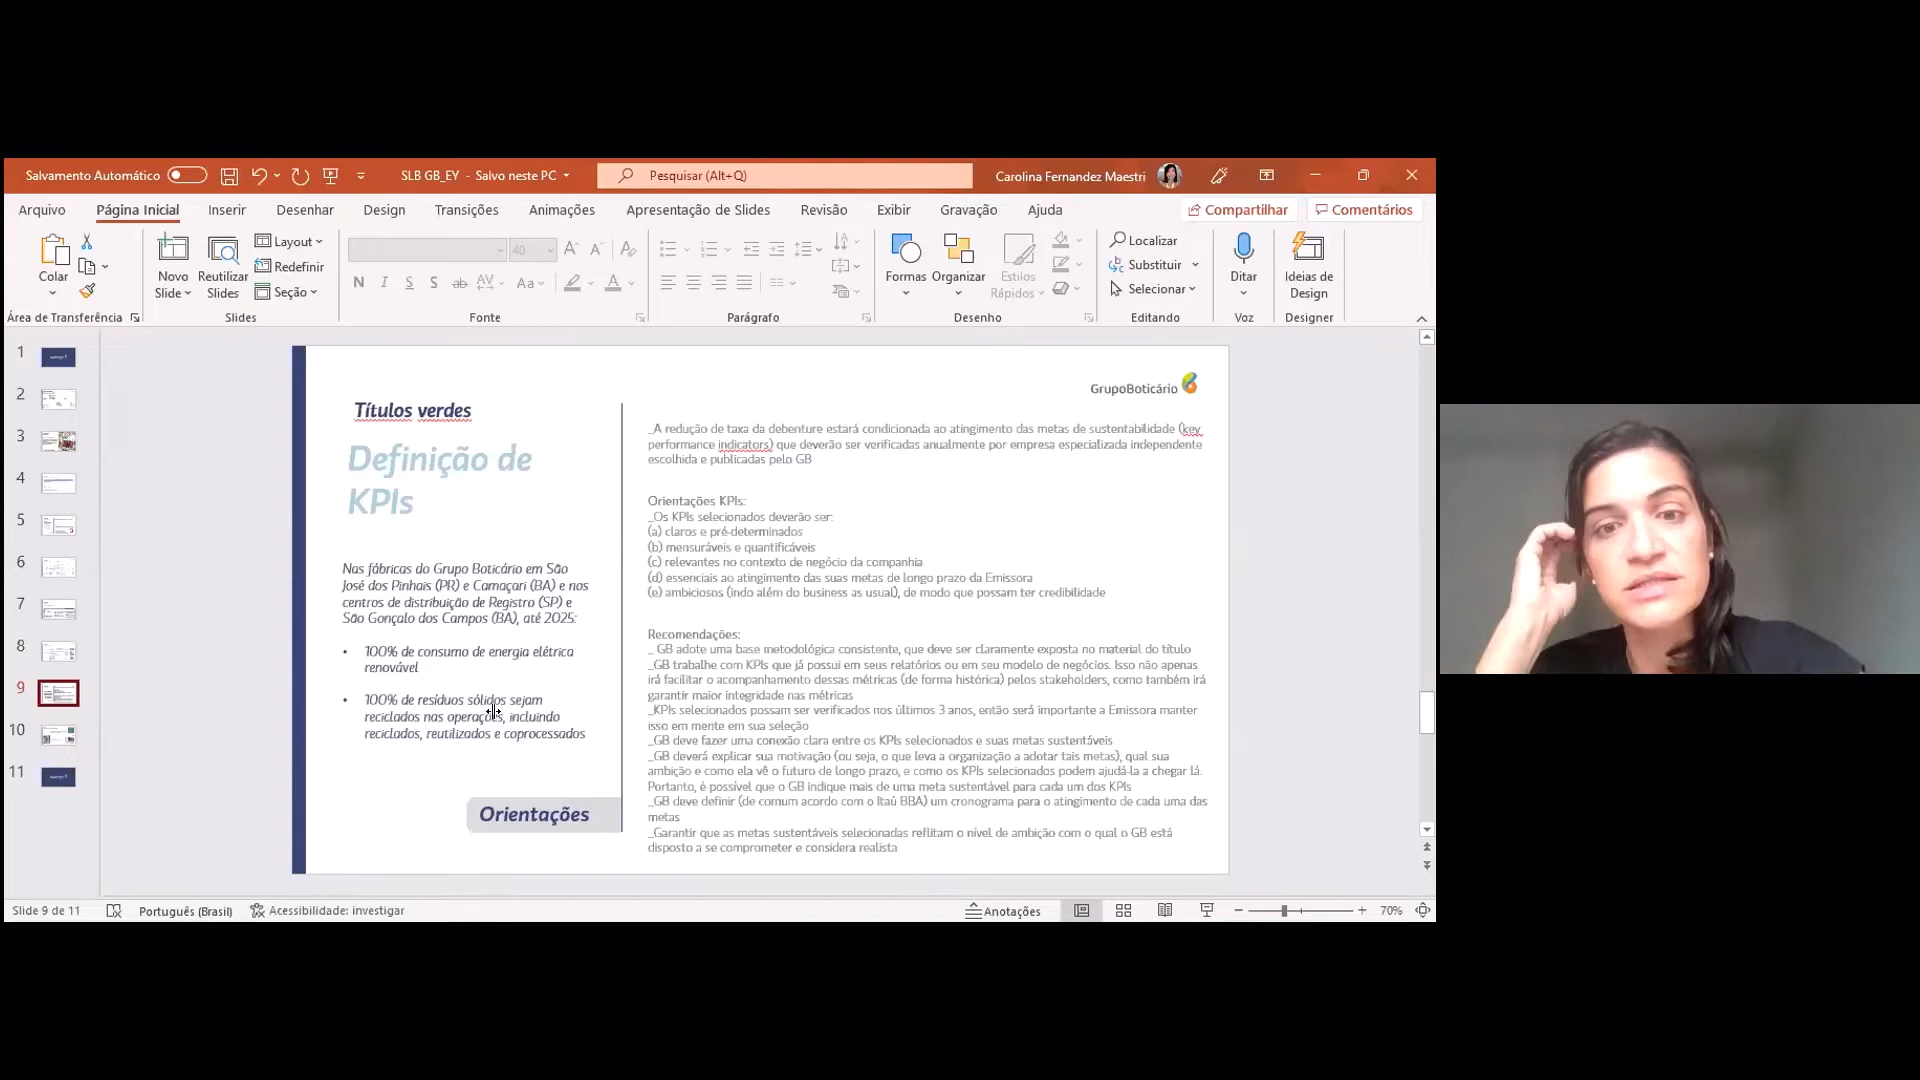 Salvamento Automático
SLB GB_EY - Salvo neste PC
Pesquisar (Alt+Q)
Carolina Fernandez Maestri
Arquivo
Página Inicial
Inserir
Desenhar
Design
Transições
Animações
Apresentação de Slides
Revisão
Exibir
Gravação
Ajuda
Compartilhar
Comentários
Colar
Novo
Slide
Reutilizar
Slides
Layout
Redefinir
Seção
40
N I S S ab AV Aa A
Formas
Organizar
Estilos
Rápidos
Localizar
Substituir
Selecionar
Ditar
Ideias de
Design
Área de Transferência
Slides
Fonte
Parágrafo
Desenho
Editando
Voz
Designer
1
2
3
4
5
6
7
8
9
10
11
GrupoBoticário
Títulos verdes
Definição de
KPIs
Nas fábricas do Grupo Boticário em São
José dos Pinhais (PR) e Camaçari (BA) e nos
centros de distribuição de Registro (SP) e
São Gonçalo dos Campos (BA), até 2025:
• 100% de consumo de energia elétrica
renovável
• 100% de resíduos sólidos sejam
reciclados nas operações, incluindo
reciclados, reutilizados e coprocessados
Orientações
_A redução de taxa da debenture estará condicionada ao atingimento das metas de sustentabilidade (key
performance indicators) que deverão ser verificadas anualmente por empresa especializada independente
escolhida e publicadas pelo GB
Orientações KPIs:
_Os KPIs selecionados deverão ser:
(a) claros e pré-determinados
(b) mensuráveis e quantificáveis
(c) relevantes no contexto de negócio da companhia
(d) essenciais ao atingimento das suas metas de longo prazo da Emissora
(e) ambiciosos (indo além do business as usual), de modo que possam ter credibilidade
Recomendações:
_ GB adote uma base metodológica consistente, que deve ser claramente exposta no material do título
_GB trabalhe com KPIs que já possui em seus relatórios ou em seu modelo de negócios. Isso não apenas
irá facilitar o acompanhamento dessas métricas (de forma histórica) pelos stakeholders, como também irá
garantir maior integridade nas métricas
_KPIs selecionados possam ser verificados nos últimos 3 anos, então será importante a Emissora manter
isso em mente em sua seleção
_GB deve fazer uma conexão clara entre os KPIs selecionados e suas metas sustentáveis
_GB deverá explicar sua motivação (ou seja, o que leva a organização a adotar tais metas), qual sua
ambição e como ela vê o futuro de longo prazo, e como os KPIs selecionados podem ajudá-la a chegar lá.
Portanto, é possível que o GB indique mais de uma meta sustentável para cada um dos KPIs
_GB deve definir (de comum acordo com o Itaú BBA) um cronograma para o atingimento de cada uma das
metas
_Garantir que as metas sustentáveis selecionadas reflitam o nível de ambição com o qual o GB está
disposto a se comprometer e considera realista
Slide 9 de 11
Português (Brasil)
Acessibilidade: investigar
Anotações
70%